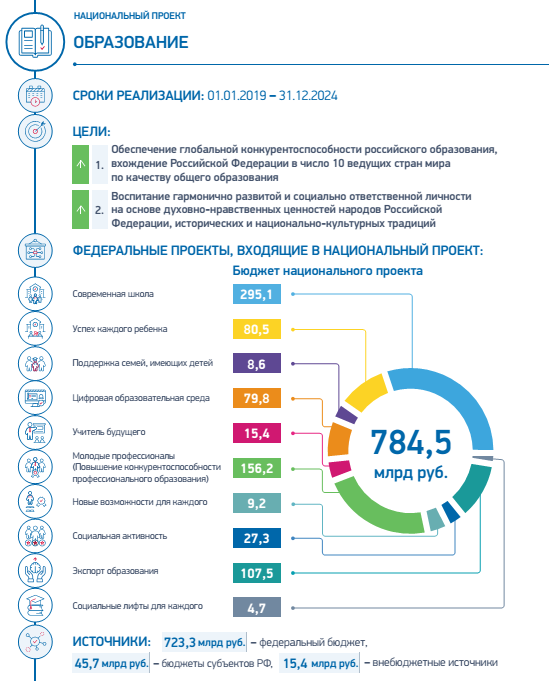 НАЦИОНАЛЬНЫЙ ПРОЕКТ
ОБРАЗОВАНИЕ
СРОКИ РЕАЛИЗАЦИИ: 01.01.2019 – 31.12.2024
ЦЕЛИ:
1. Обеспечение глобальной конкурентоспособности российского образования,
вхождение Российской Федерации в число 10 ведущих стран мира
по качеству общего образования
2. Воспитание гармонично развитой и социально ответственной личности
на основе духовно-нравственных ценностей народов Российской
Федерации, исторических и национально-культурных традиций
ФЕДЕРАЛЬНЫЕ ПРОЕКТЫ, ВХОДЯЩИЕ В НАЦИОНАЛЬНЫЙ ПРОЕКТ:
Бюджет национального проекта
Современная школа 295,1
Успех каждого ребенка 80,5
Поддержка семей, имеющих детей 8,6
Цифровая образовательная среда 79,8
Учитель будущего 15,4
Молодые профессионалы
(Повышение конкурентоспособности 156,2
профессионального образования)
Новые возможности для каждого 9,2
Социальная активность 27,3
Экспорт образования 107,5
Социальные лифты для каждого 4,7
784,5
млрд руб.
ИСТОЧНИКИ: 723,3 млрд руб. – федеральный бюджет,
45,7 млрд руб. – бюджеты субъектов РФ, 15,4 млрд руб. – внебюджетные источники